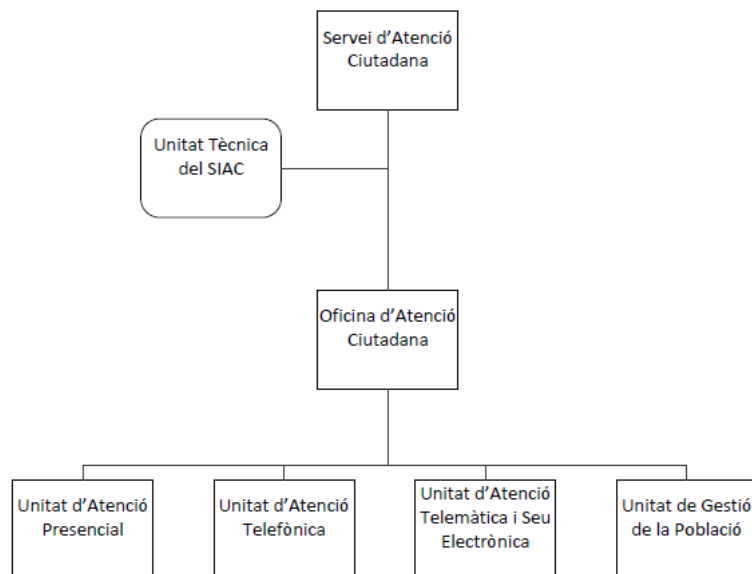 Servei d'Atenció
Ciutadana
Unitat Tècnica
del SIAC
Oficina d'Atenció
Ciutadana
Unitat d'Atenció
Presencial
Unitat d'Atenció
Telefònica
Unitat d'Atenció
Telemàtica i Seu
Electrònica
Unitat de Gestió
de la Població